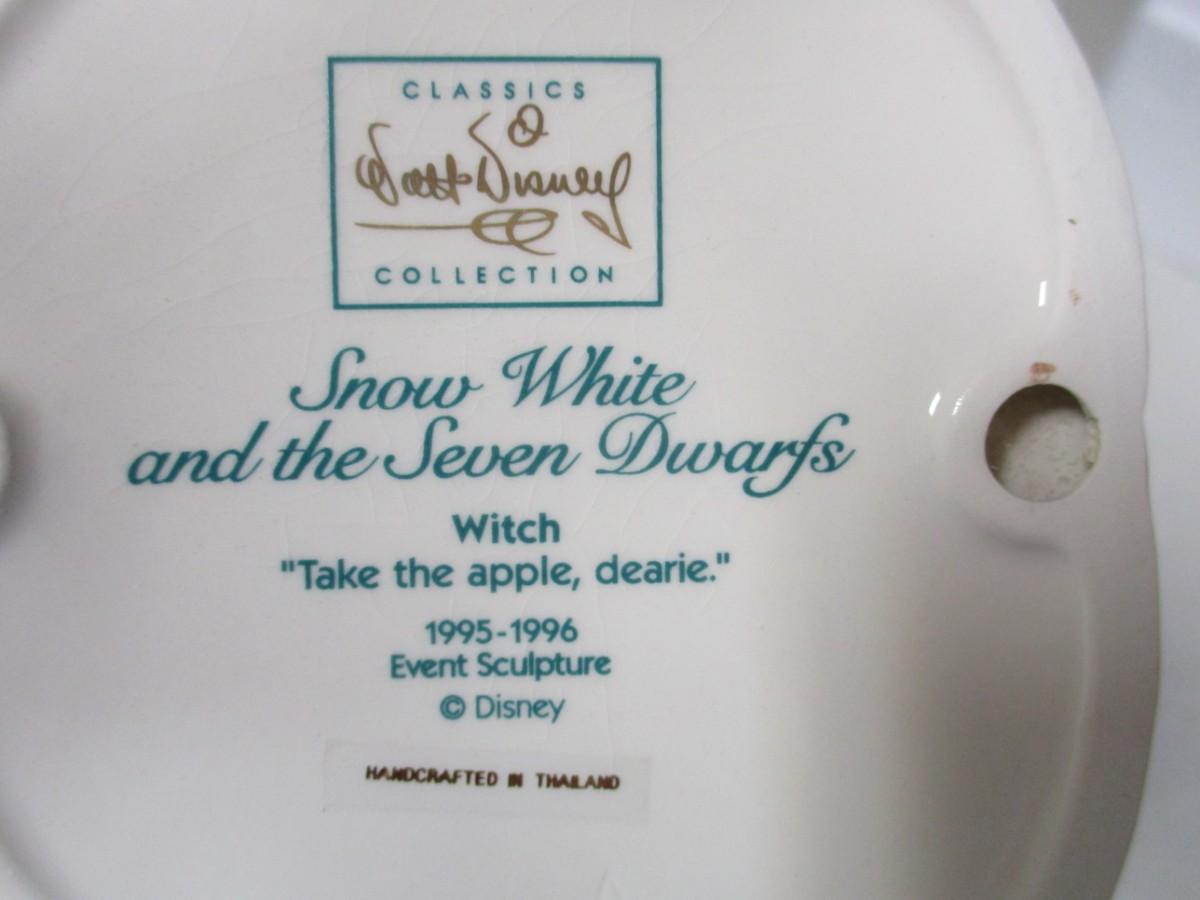 CLASSICS
Walt Disney
COLLECTION
Snow White
and the Seven Dwarfs
Witch
"Take the apple, dearie."
1995-1996
Event Sculpture
© Disney
HANDCRAFTED IN THAILAND